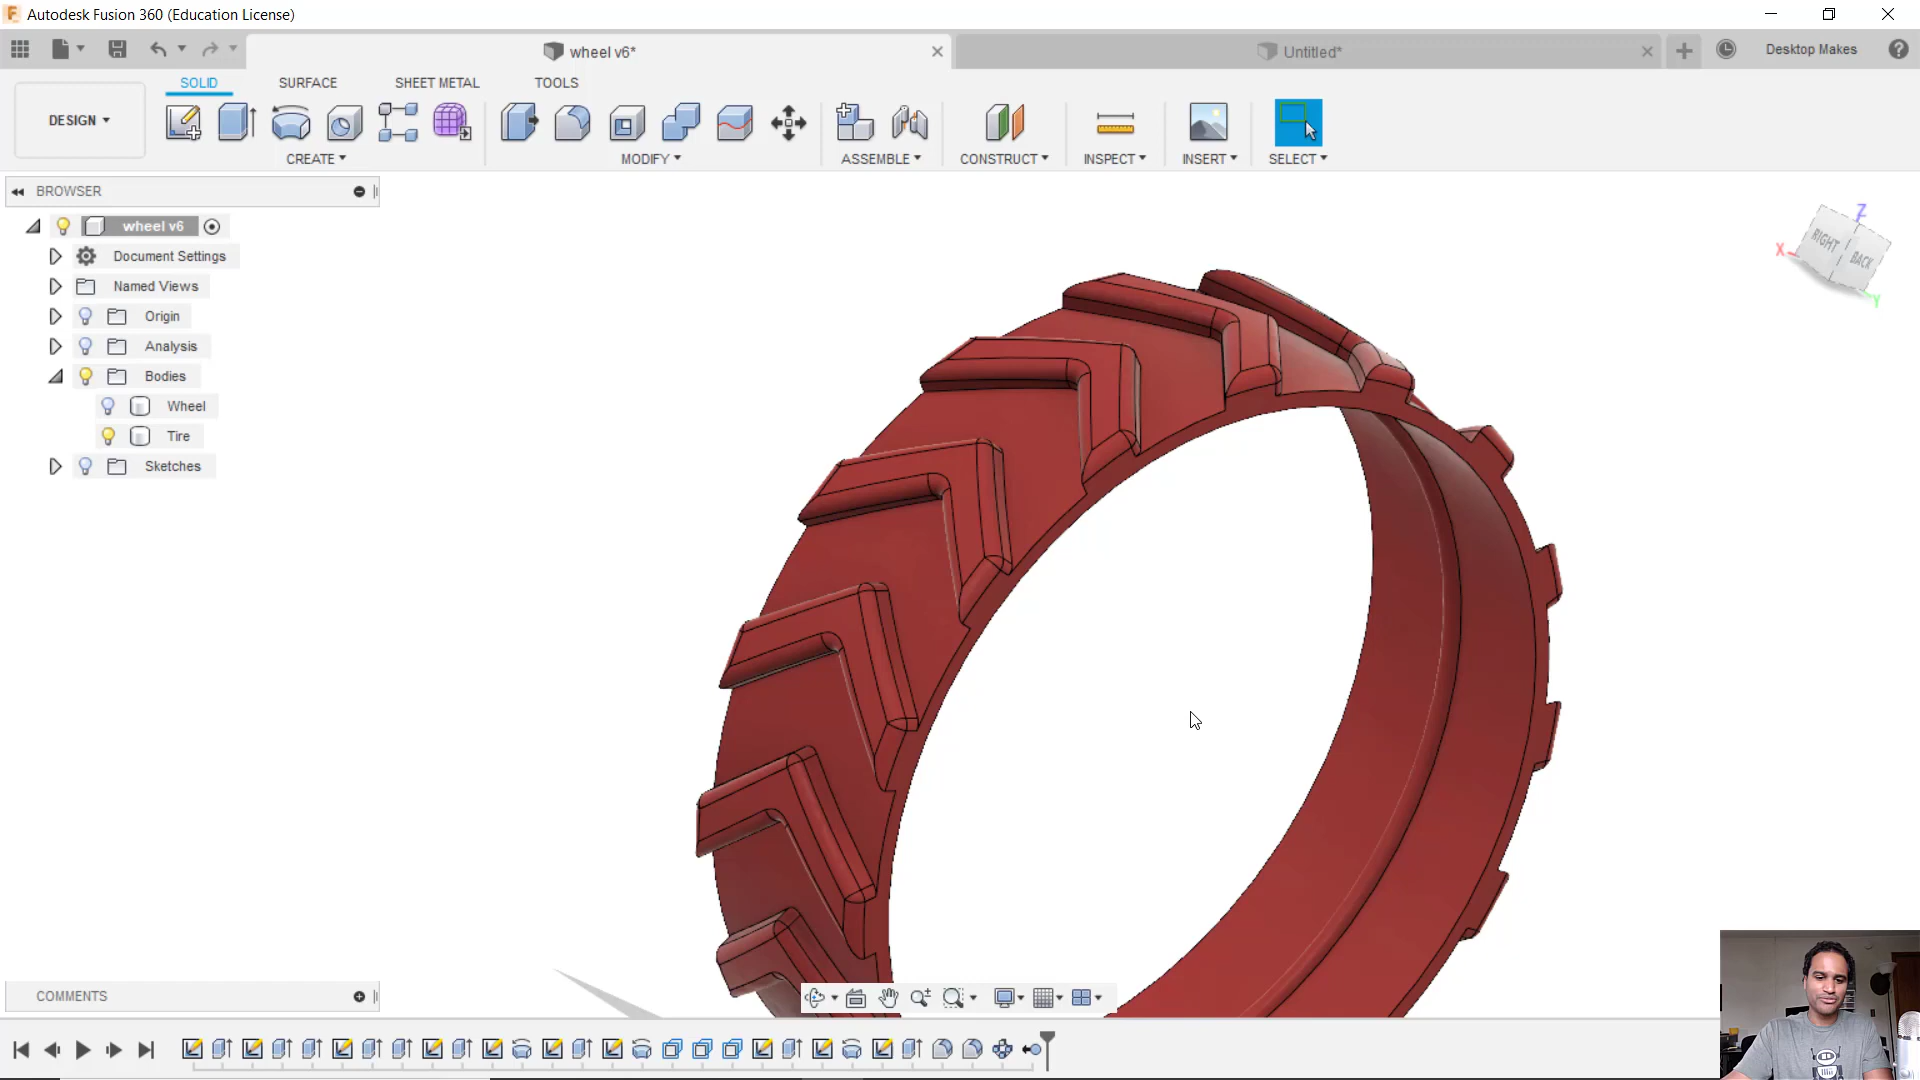 Autodesk Fusion 360 (Education License)
wheel v6*
Untitled*
Desktop Makes
DESIGN
SOLID
SURFACE
SHEET METAL
TOOLS
CREATE
MODIFY
ASSEMBLE
CONSTRUCT
INSPECT
INSERT
SELECT
BROWSER
wheel v6
Document Settings
Named Views
Origin
Analysis
Bodies
Wheel
Tire
Sketches
Z
X
RIGHT
BACK
Y
COMMENTS